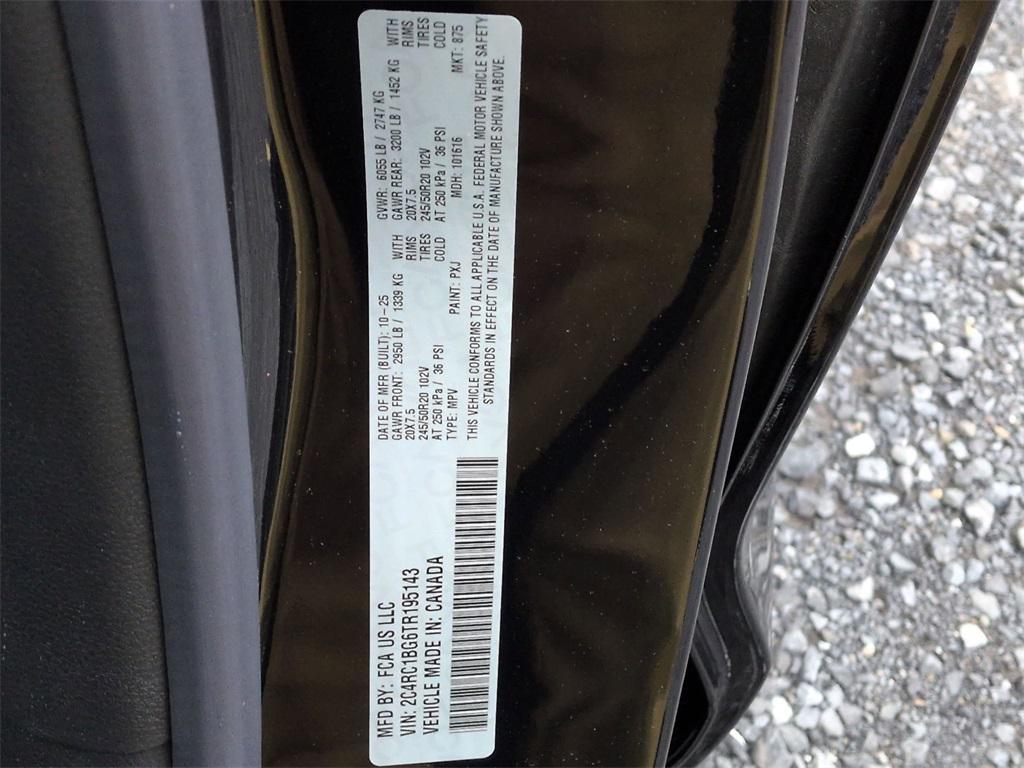 MFD BY: FCA US LLC
VIN: 2C4RC1BG6TR195143
VEHICLE MADE IN: CANADA
DATE OF MFR (BUILT): 10-25 GVWR: 6055 LB / 2747 KG
GAWR FRONT: 2950 LB / 1339 KG WITH GAWR REAR: 3200 LB / 1452 KG WITH
20X7.5 RIMS 20X7.5 RIMS
245/50R20 102V TIRES 245/50R20 102V TIRES
AT 250 kPa / 36 PSI COLD AT 250 kPa / 36 PSI COLD
TYPE: MPV PAINT: PXJ MDH: 101616 MKT: 875
THIS VEHICLE CONFORMS TO ALL APPLICABLE U.S.A. FEDERAL MOTOR VEHICLE SAFETY
STANDARDS IN EFFECT ON THE DATE OF MANUFACTURE SHOWN ABOVE.